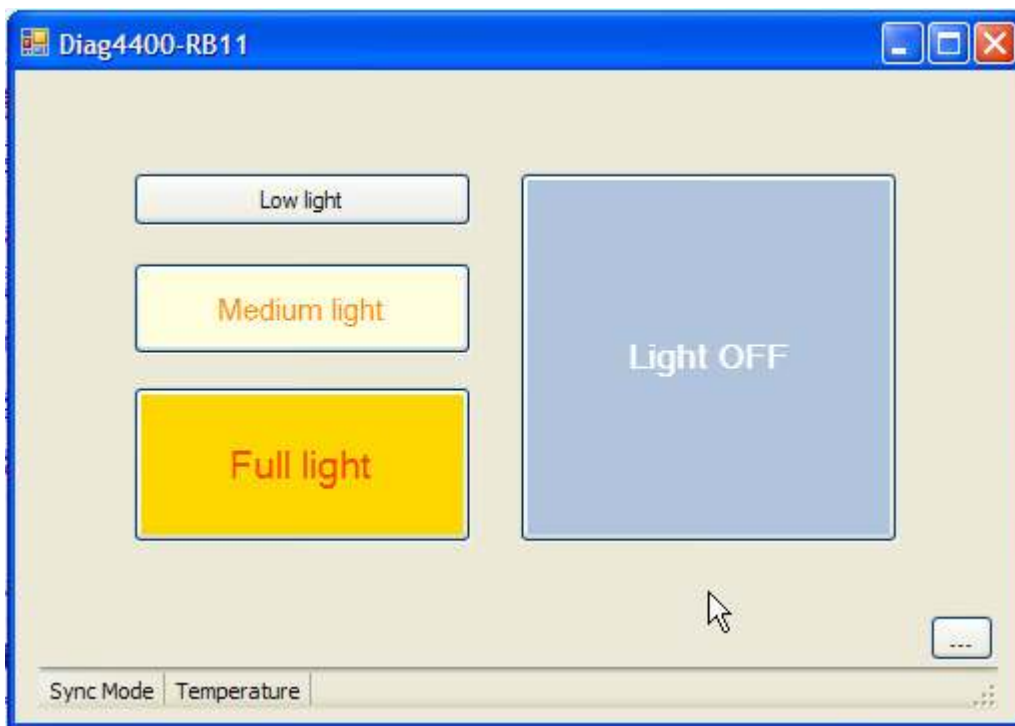 Diag4400-RB11
Low light
Medium light
Full light
Light OFF
...
Sync Mode Temperature